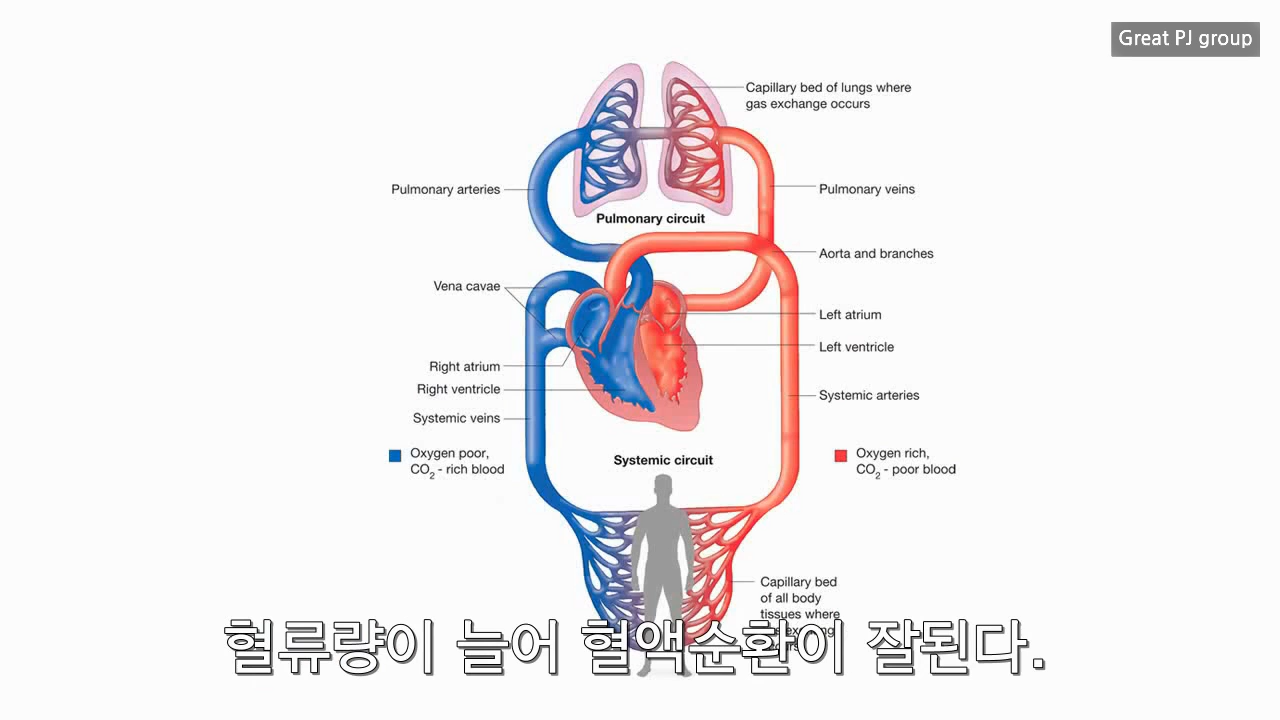 Great PJ group
Capillary bed of lungs where
gas exchange occurs
Pulmonary arteries
Pulmonary veins
Pulmonary circuit
Aorta and branches
Vena cavae
Left atrium
Left ventricle
Right atrium
Right ventricle
Systemic arteries
Systemic veins
Oxygen poor,
CO2 - rich blood
Systemic circuit
Oxygen rich,
CO2 - poor blood
Capillary bed
of all body
tissues where
혈류량이 늘어 혈액순환이 잘된다.